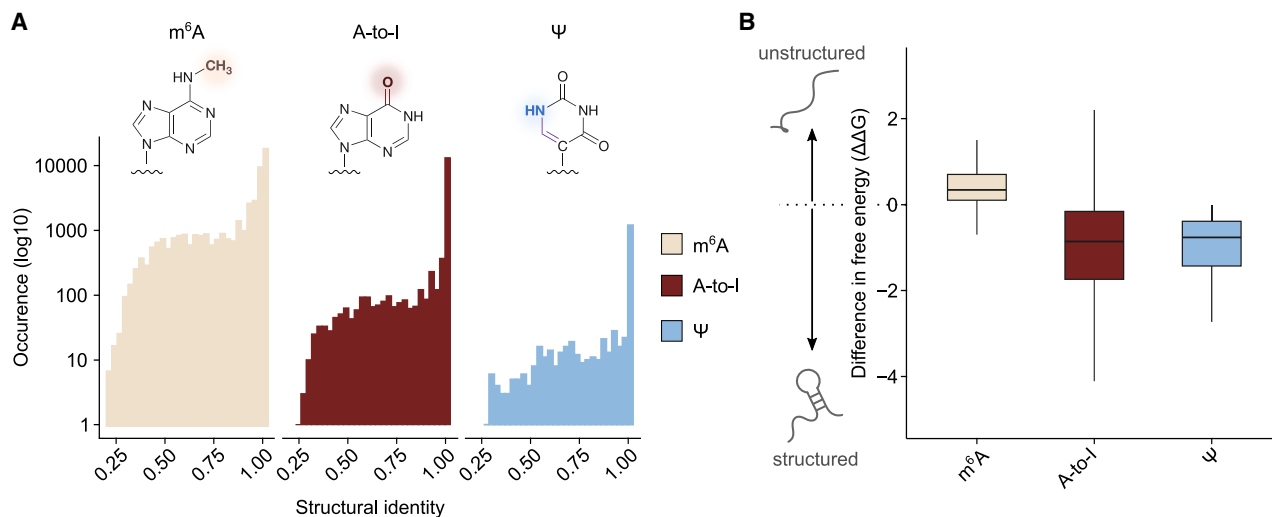 A
m⁶A
A-to-I
Ψ
HN
CH₃
N
N
N
N
O
N
NH
N
N
O
HN
NH
O
C
Occurence (log10)
10000
1000
100
10
1
0.25
0.50
0.75
1.00
0.25
0.50
0.75
1.00
0.25
0.50
0.75
1.00
Structural identity
m⁶A
A-to-I
Ψ
B
unstructured
structured
Difference in free energy (ΔΔG)
2
0
−2
−4
m⁶A
A-to-I
Ψ